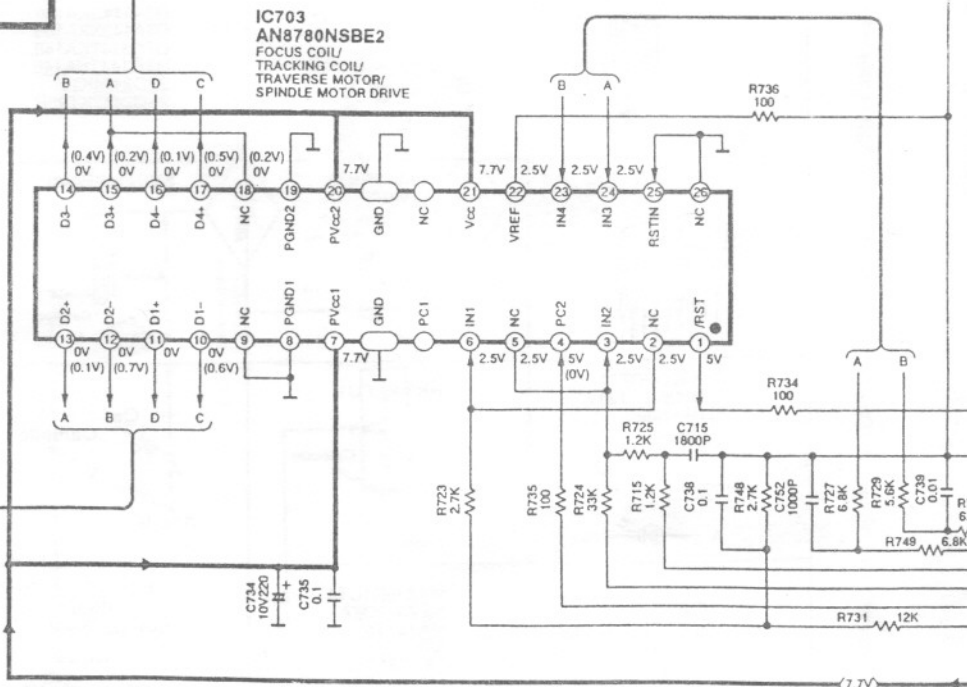 IC703
AN8780NSBE2
FOCUS COIL/
TRACKING COIL/
TRAVERSE MOTOR/
SPINDLE MOTOR DRIVE
B A D C
B A
R736
100
(0.4V) (0.2V) (0.1V) (0.5V) (0.2V)
0V 0V 0V 0V 0V
7.7V 7.7V 2.5V 2.5V 2.5V
14 15 16 17 18 19 20 21 22 23 24 25 26
D3- D3+ D4- D4+ NC PGND2 PVcc2 GND NC Vcc VREF IN4 IN3 RSTIN NC
D2+ D2- D1+ D1- NC PGND1 PVcc1 GND PC1 IN1 NC PC2 IN2 NC /RST
13 12 11 10 9 8 7 6 5 4 3 2 1
0V 0V 0V 0V 7.7V 2.5V 2.5V 5V 2.5V 2.5V 5V
(0.1V) (0.7V) (0.6V) (0V)
A B D C
A B
R734
100
R725
1.2K
C715
1800P
R723
2.7K
R735
100
R724
33K
R715
1.2K
C738
0.1
R748
2.7K
C752
1000P
R727
6.8K
R729
5.6K
C739
0.01
R749 6.8K
C734
10V220
+
C735
0.1
R731 12K
(7.7V)